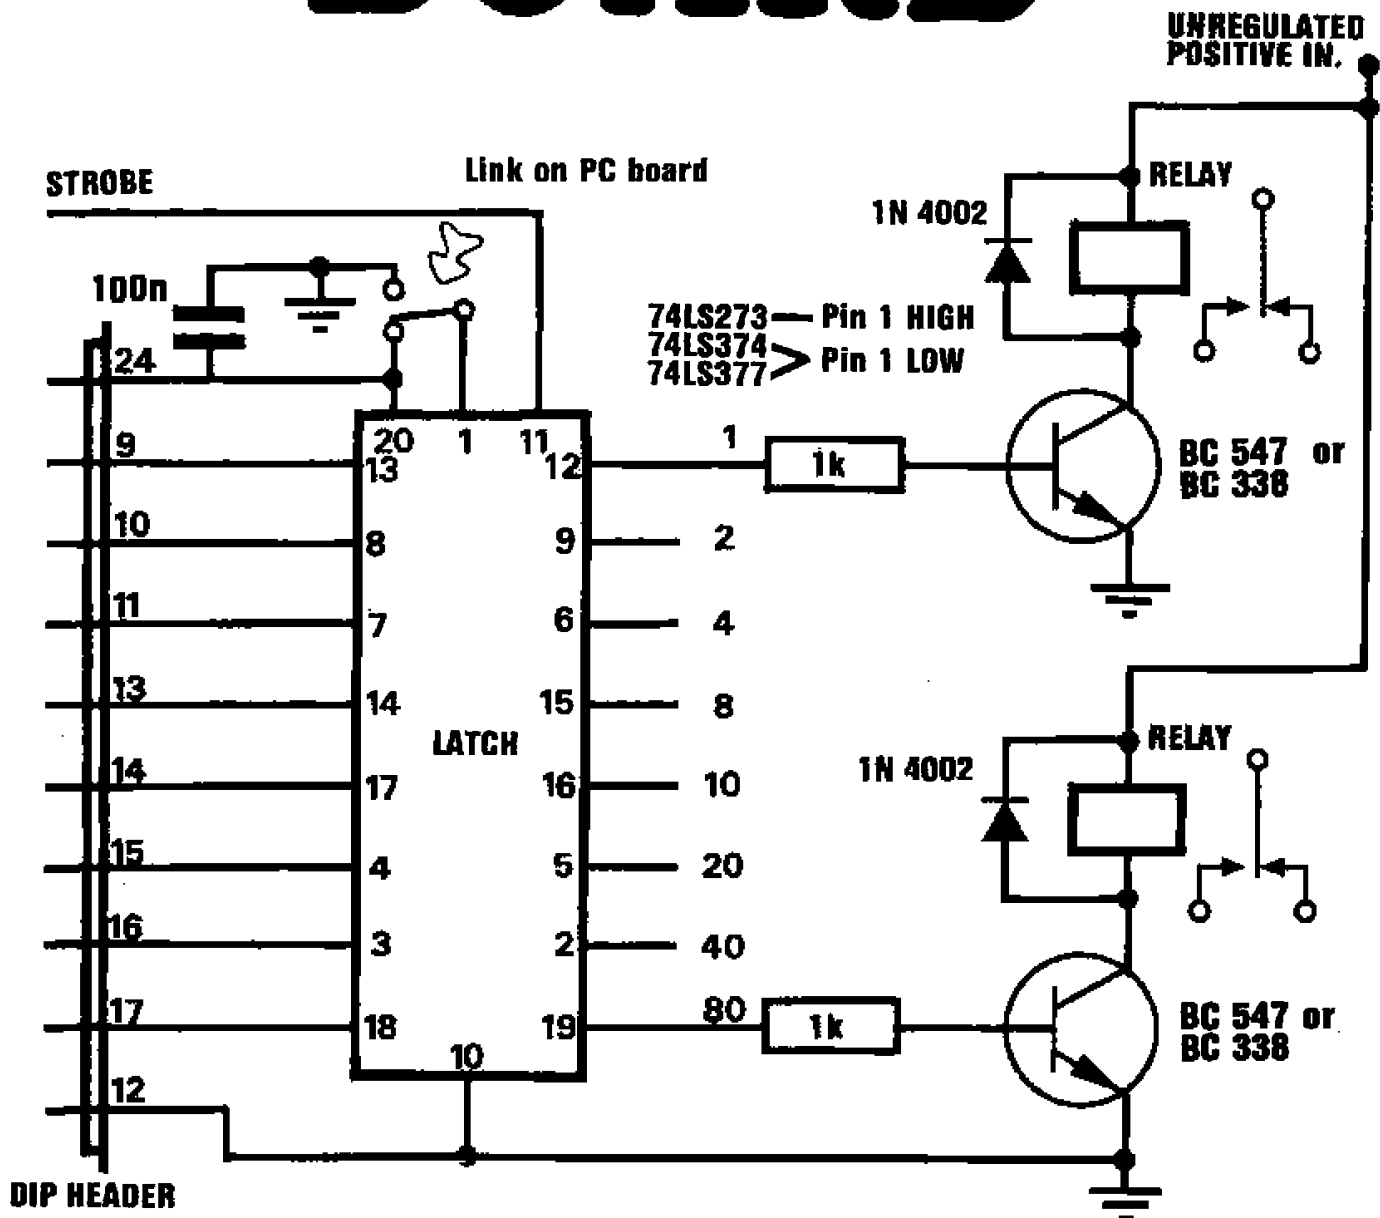 UNREGULATED
POSITIVE IN.
STROBE
Link on PC board
RELAY
1N 4002
100n
74LS273 — Pin 1 HIGH
74LS374
74LS377 > Pin 1 LOW
24
20
1
11
9
13
12
1
1k
BC 547 or
BC 338
10
8
9
2
11
7
6
4
13
14
15
8
LATCH
RELAY
1N 4002
14
17
16
10
15
4
5
20
16
3
2
40
17
18
19
80
1k
BC 547 or
BC 338
10
12
DIP HEADER